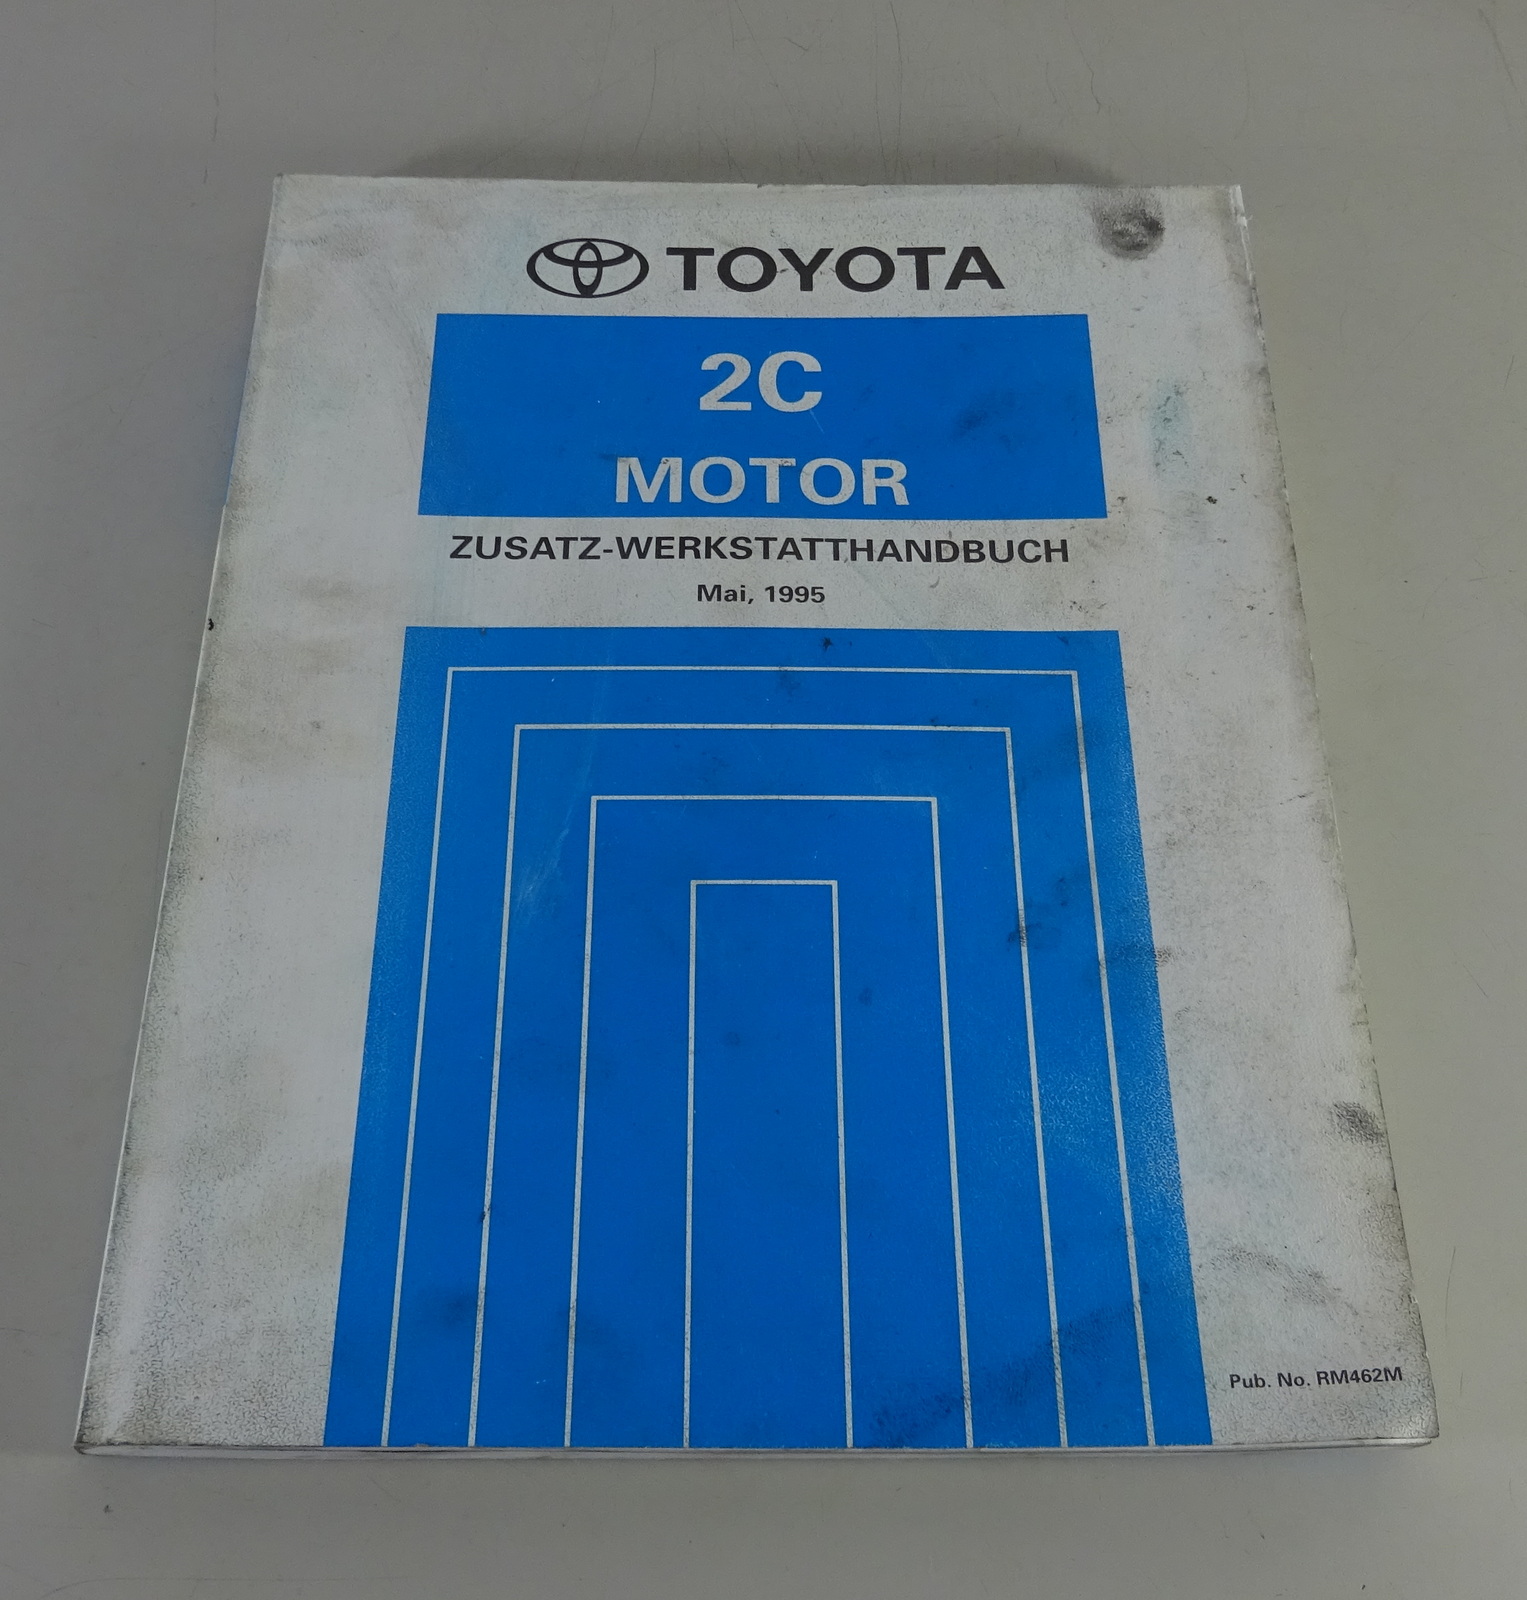 TOYOTA
2C
MOTOR
ZUSATZ-WERKSTATTHANDBUCH
Mai, 1995
Pub. No. RM462M